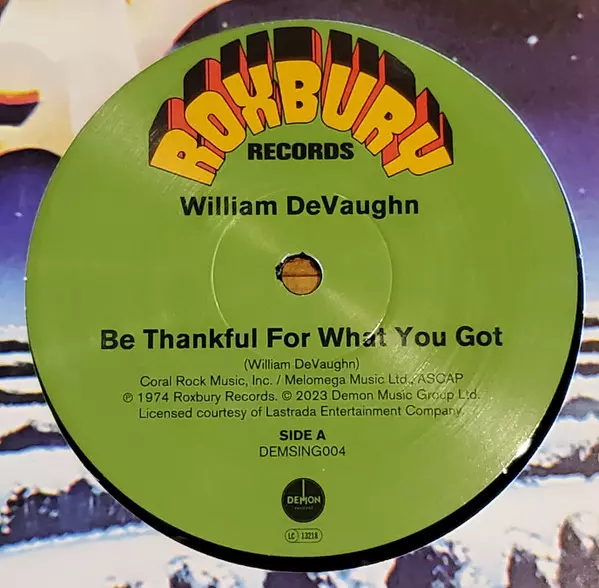 ROXBURY
RECORDS
William DeVaughn
Be Thankful For What You Got
(William DeVaughn)
Coral Rock Music, Inc. / Melomega Music Ltd., ASCAP
℗ 1974 Roxbury Records. © 2023 Demon Music Group Ltd.
Licensed courtesy of Lastrada Entertainment Company.
SIDE A
DEMSING004
DEMON
records
LC 13218